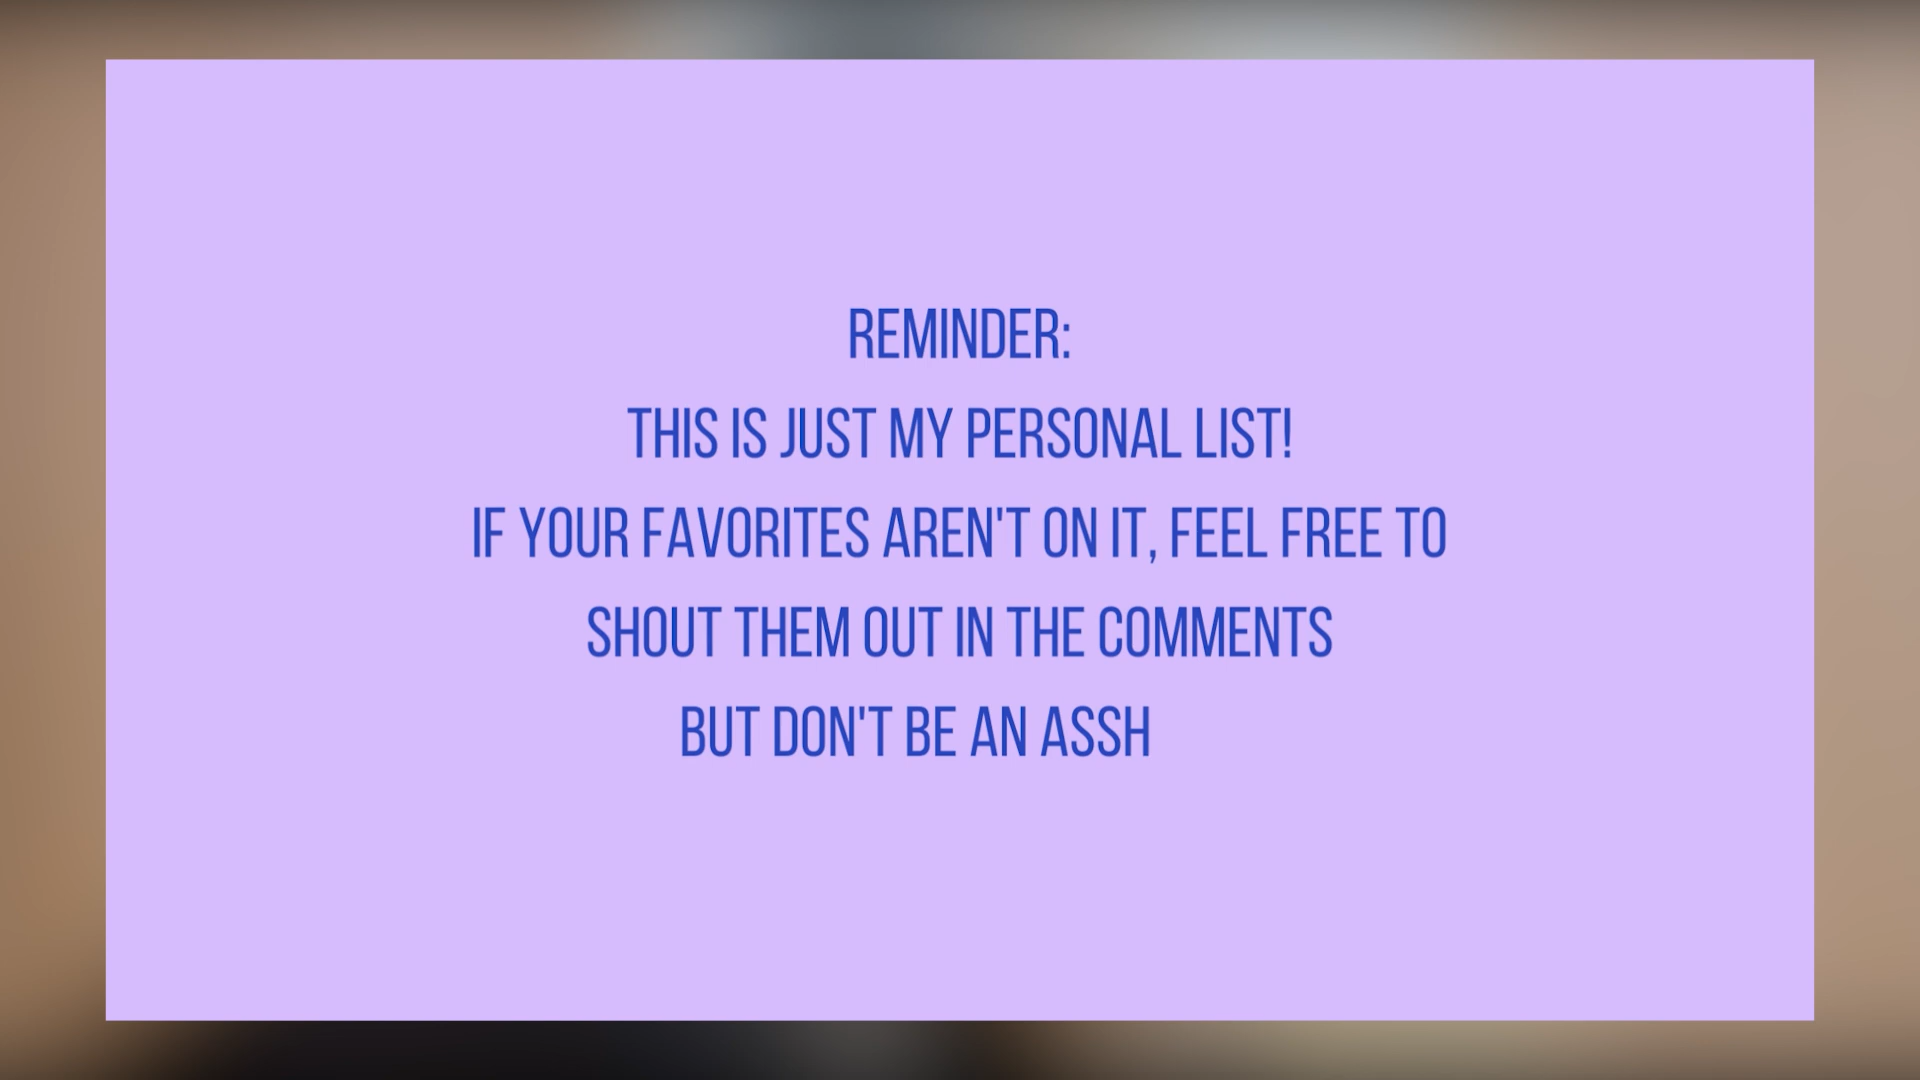 REMINDER:
THIS IS JUST MY PERSONAL LIST!
IF YOUR FAVORITES AREN'T ON IT, FEEL FREE TO
SHOUT THEM OUT IN THE COMMENTS
BUT DON'T BE AN ASSH